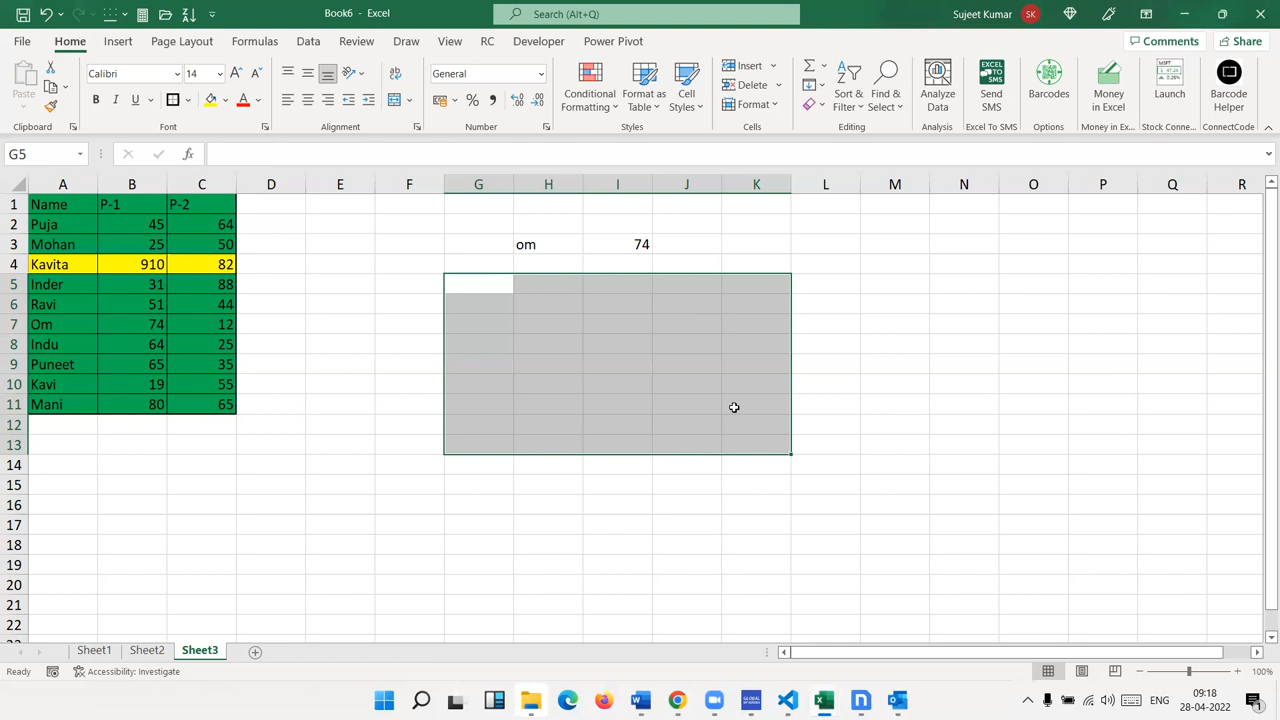 Book6 - Excel
Search (Alt+Q)
Sujeet Kumar
SK
File Home Insert Page Layout Formulas Data Review View Draw RC Developer Power Pivot
Comments
Share
Paste
Calibri
14
B I U
General
Conditional Formatting
Format as Table
Cell Styles
Insert
Delete
Format
Sort & Filter
Find & Select
Analyze Data
Excel To SMS
EXCEL TO SMS
Send SMS
Barcodes
Money in Excel
MSFT
Launch
Barcode Helper
Clipboard
Font
Alignment
Number
Styles
Cells
Editing
Analysis
Excel To SMS
Options
Money in Ex...
Stock Conne...
ConnectCode
G5
fx
A B C D E F G H I J K L M N O P Q R
1 Name P-1 P-2
2 Puja 45 64
3 Mohan 25 50 om 74
4 Kavita 910 82
5 Inder 31 88
6 Ravi 51 44
7 Om 74 12
8 Indu 64 25
9 Puneet 65 35
10 Kavi 19 55
11 Mani 80 65
12
13
14
15
16
17
18
19
20
21
22
Sheet1 Sheet2 Sheet3
Ready
Accessibility: Investigate
100%
ENG
09:18
28-04-2022